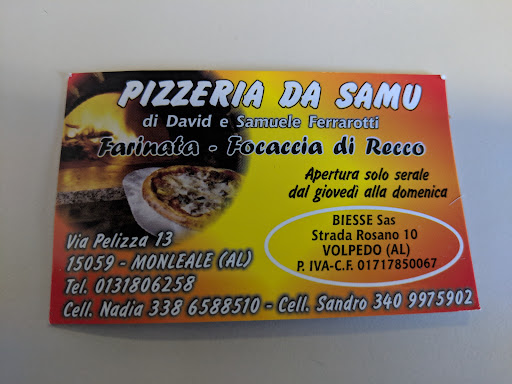 PIZZERIA DA SAMU
di David e Samuele Ferrarotti
Farinata - Focaccia di Recco
Apertura solo serale
dal giovedì alla domenica
BIESSE Sas
Strada Rosano 10
VOLPEDO (AL)
P. IVA-C.F. 01717850067
Via Pelizza 13
15059 - MONLEALE (AL)
Tel. 0131806258
Cell. Nadia 338 6588510 - Cell. Sandro 340 9975902